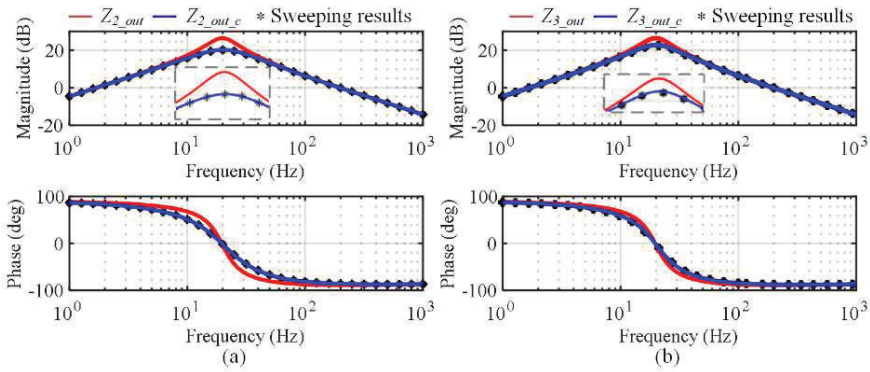 Z2_out Z2_out_c * Sweeping results
Magnitude (dB)
20
0
-20
10^0 10^1 10^2 10^3
Frequency (Hz)
Phase (deg)
100
0
-100
10^0 10^1 10^2 10^3
Frequency (Hz)
(a)
Z3_out Z3_out_c * Sweeping results
Magnitude (dB)
20
0
-20
10^0 10^1 10^2 10^3
Frequency (Hz)
Phase (deg)
100
0
-100
10^0 10^1 10^2 10^3
Frequency (Hz)
(b)